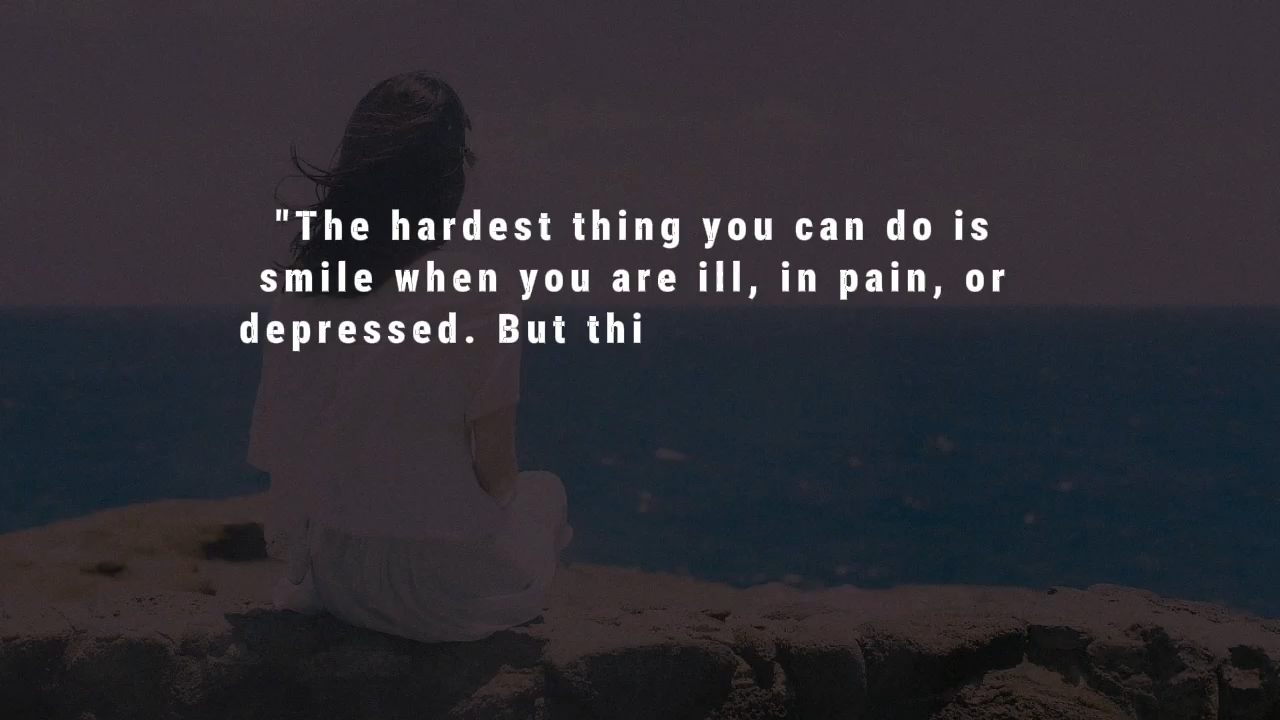 "The hardest thing you can do is
smile when you are ill, in pain, or
depressed. But thi